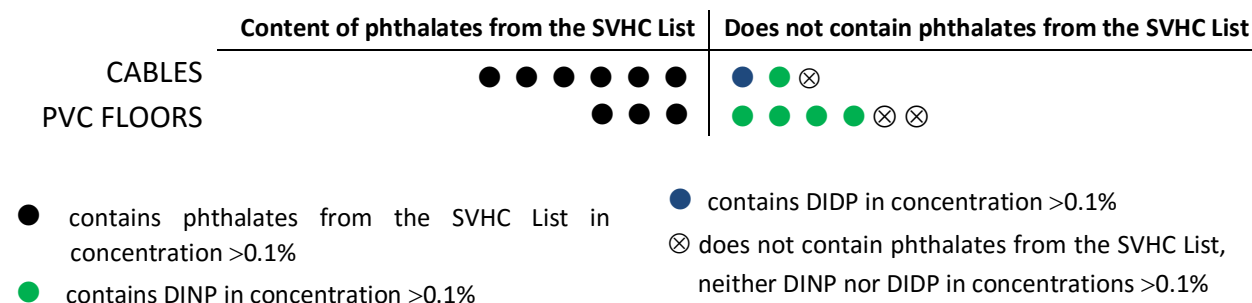 Content of phthalates from the SVHC List Does not contain phthalates from the SVHC List
CABLES
PVC FLOORS
contains phthalates from the SVHC List in
concentration >0.1%
contains DINP in concentration >0.1%
contains DIDP in concentration >0.1%
does not contain phthalates from the SVHC List,
neither DINP nor DIDP in concentrations >0.1%